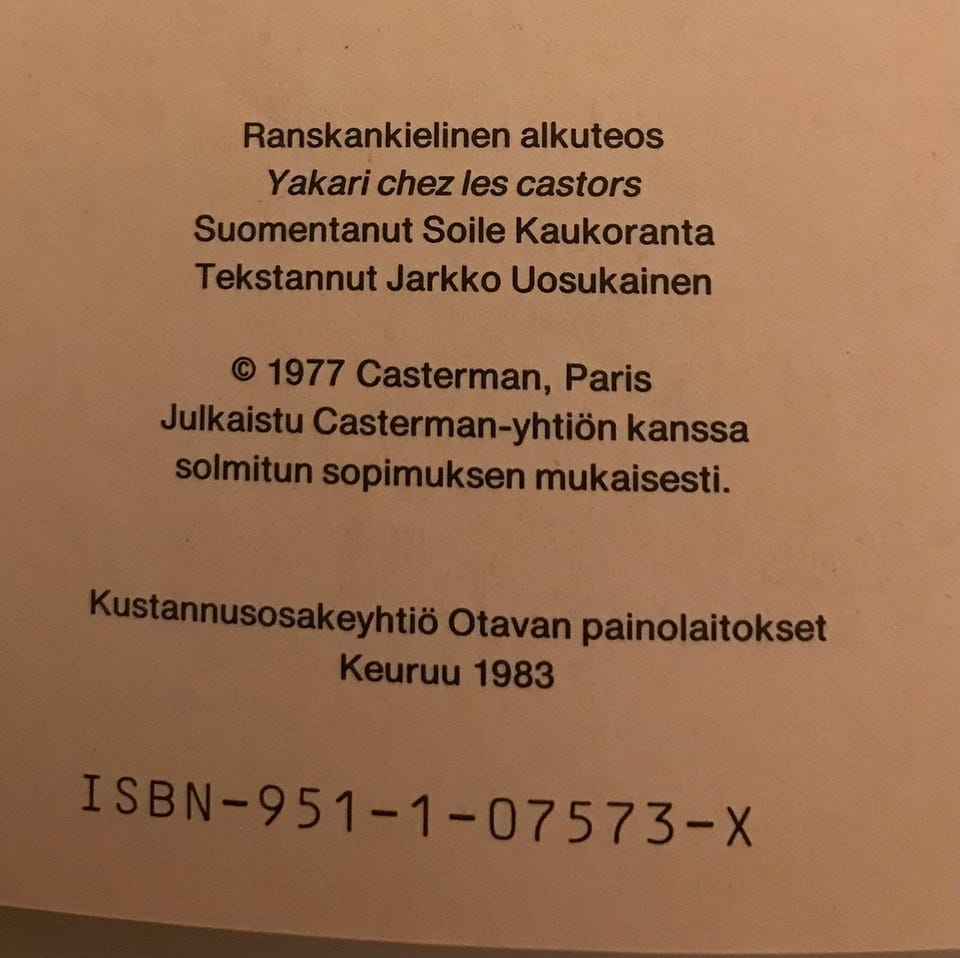 Ranskankielinen alkuteos
Yakari chez les castors
Suomentanut Soile Kaukoranta
Tekstannut Jarkko Uosukainen
© 1977 Casterman, Paris
Julkaistu Casterman-yhtiön kanssa
solmitun sopimuksen mukaisesti.
Kustannusosakeyhtiö Otavan painolaitokset
Keuruu 1983
ISBN-951-1-07573-X